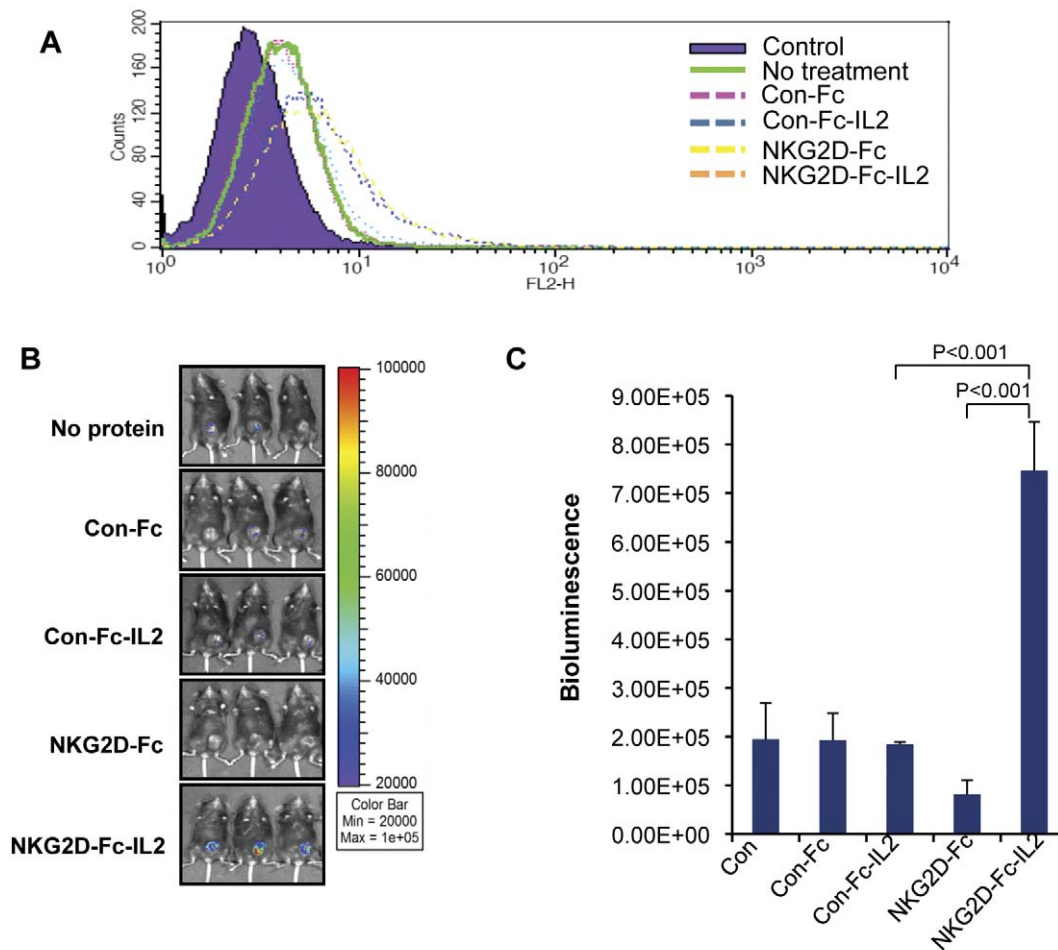 A
Counts
200
160
120
80
40
0
10^0
10^1
10^2
10^3
10^4
FL2-H
Control
No treatment
Con-Fc
Con-Fc-IL2
NKG2D-Fc
NKG2D-Fc-IL2
B
No protein
Con-Fc
Con-Fc-IL2
NKG2D-Fc
NKG2D-Fc-IL2
100000
80000
60000
40000
20000
Color Bar
Min = 20000
Max = 1e+05
C
P<0.001
P<0.001
Bioluminescence
9.00E+05
8.00E+05
7.00E+05
6.00E+05
5.00E+05
4.00E+05
3.00E+05
2.00E+05
1.00E+05
0.00E+00
Con
Con-Fc
Con-Fc-IL2
NKG2D-Fc
NKG2D-Fc-IL2